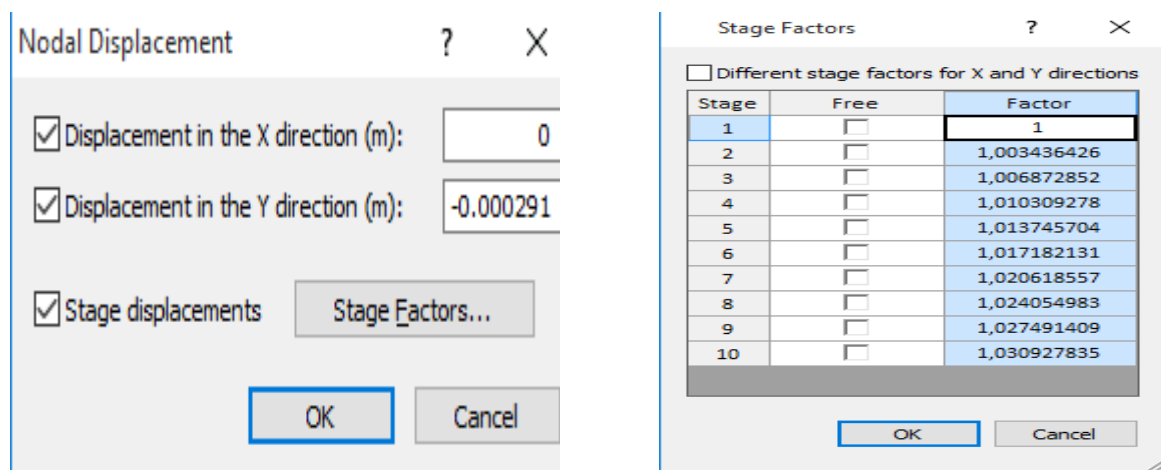 Nodal Displacement ? X
Displacement in the X direction (m): 0
Displacement in the Y direction (m): -0.000291
Stage displacements Stage Factors...
OK Cancel
Stage Factors ? X
Different stage factors for X and Y directions
Stage Free Factor
1 1
2 1,003436426
3 1,006872852
4 1,010309278
5 1,013745704
6 1,017182131
7 1,020618557
8 1,024054983
9 1,027491409
10 1,030927835
OK Cancel